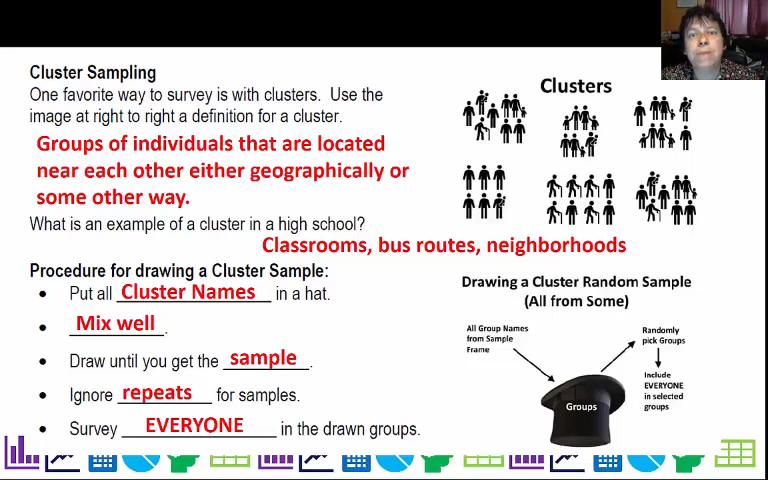 Cluster Sampling
One favorite way to survey is with clusters. Use the
image at right to right a definition for a cluster.
Groups of individuals that are located
near each other either geographically or
some other way.
What is an example of a cluster in a high school?
Classrooms, bus routes, neighborhoods
Procedure for drawing a Cluster Sample:
• Put all Cluster Names in a hat.
• Mix well.
• Draw until you get the sample.
• Ignore repeats for samples.
• Survey EVERYONE in the drawn groups.
Clusters
Drawing a Cluster Random Sample
(All from Some)
All Group Names
from Sample
Frame
Groups
Randomly
pick Groups
Include
EVERYONE
in selected
groups